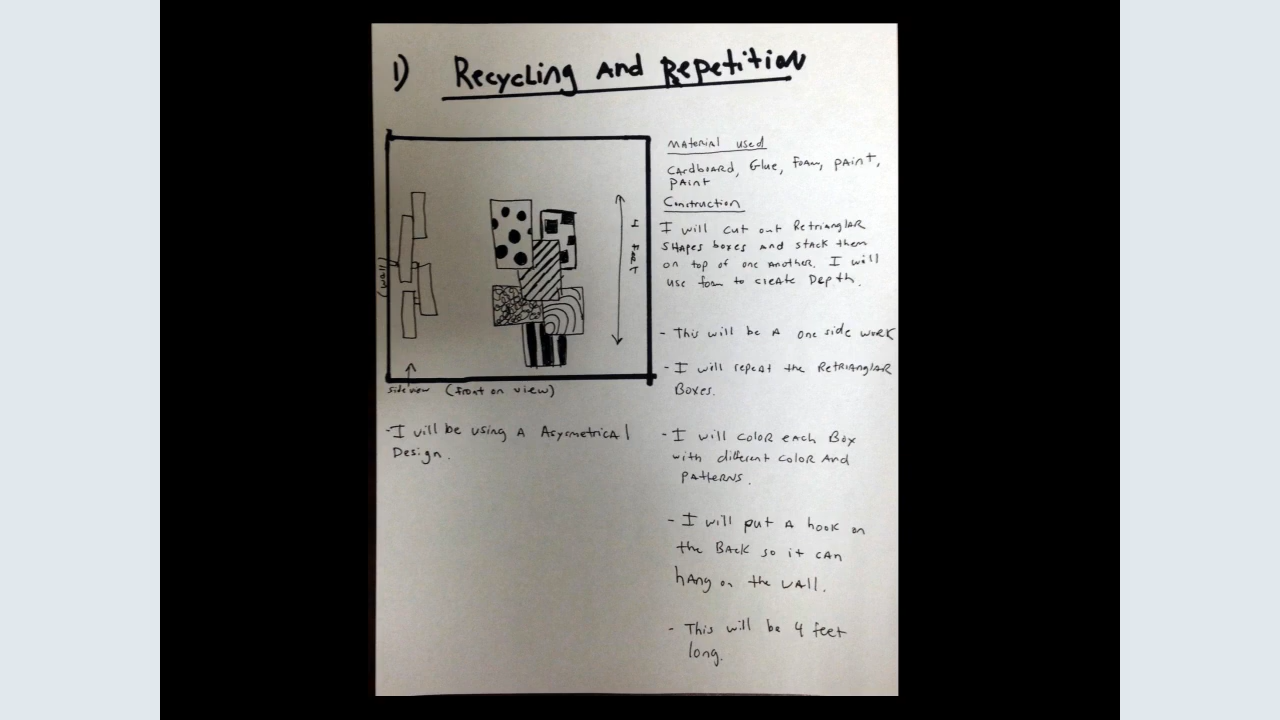 1) Recycling And Repetition
Material used
Cardboard, Glue, foam, paint,
paint
Construction
I will cut out Retrianglar
shapes boxes and stack them
on top of one another. I will
use foam to create Depth.
- This will be a one side work
- I will repeat the Retrianglar
Boxes.
- I will color each Box
with different color and
patterns.
- I will put a hook on
the Back so it can
hang on the wall.
- This will be 4 feet
long.
(wall)
4 feet
side view (front on view)
- I will be using a Asymetrical
Design.